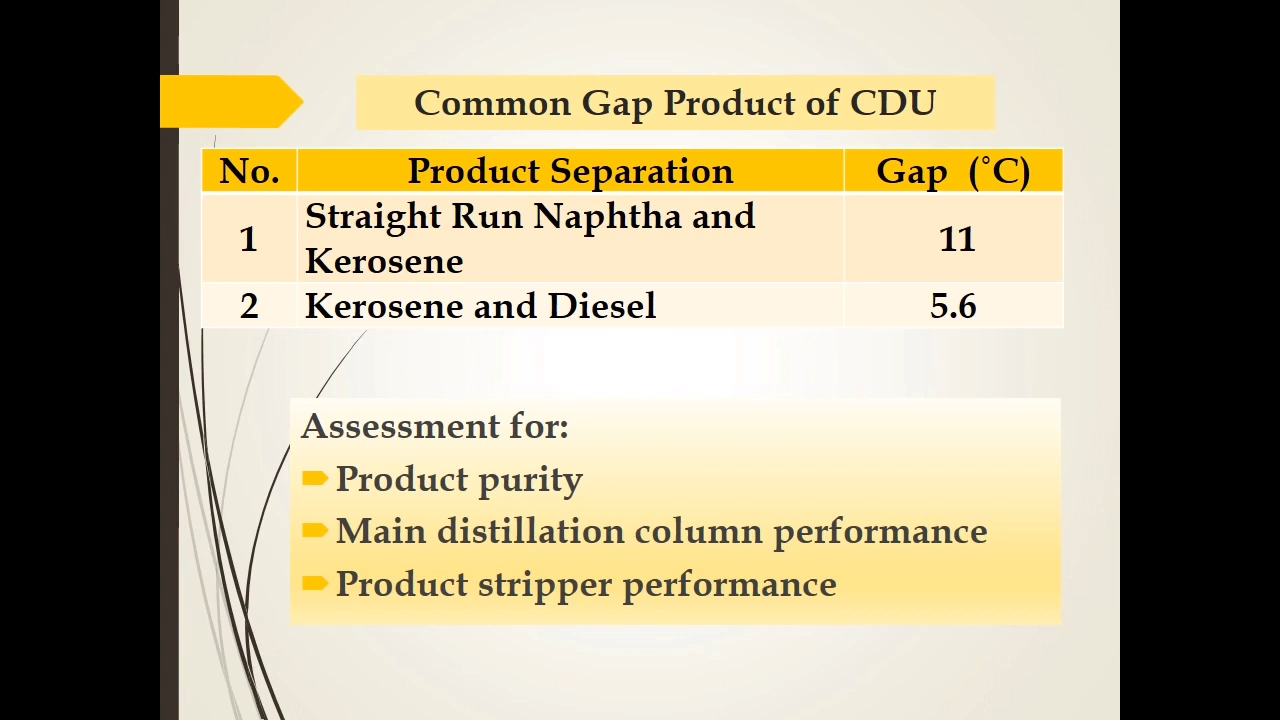 Common Gap Product of CDU
No. Product Separation Gap (˚C)
1 Straight Run Naphtha and
Kerosene 11
2 Kerosene and Diesel 5.6
Assessment for:
Product purity
Main distillation column performance
Product stripper performance